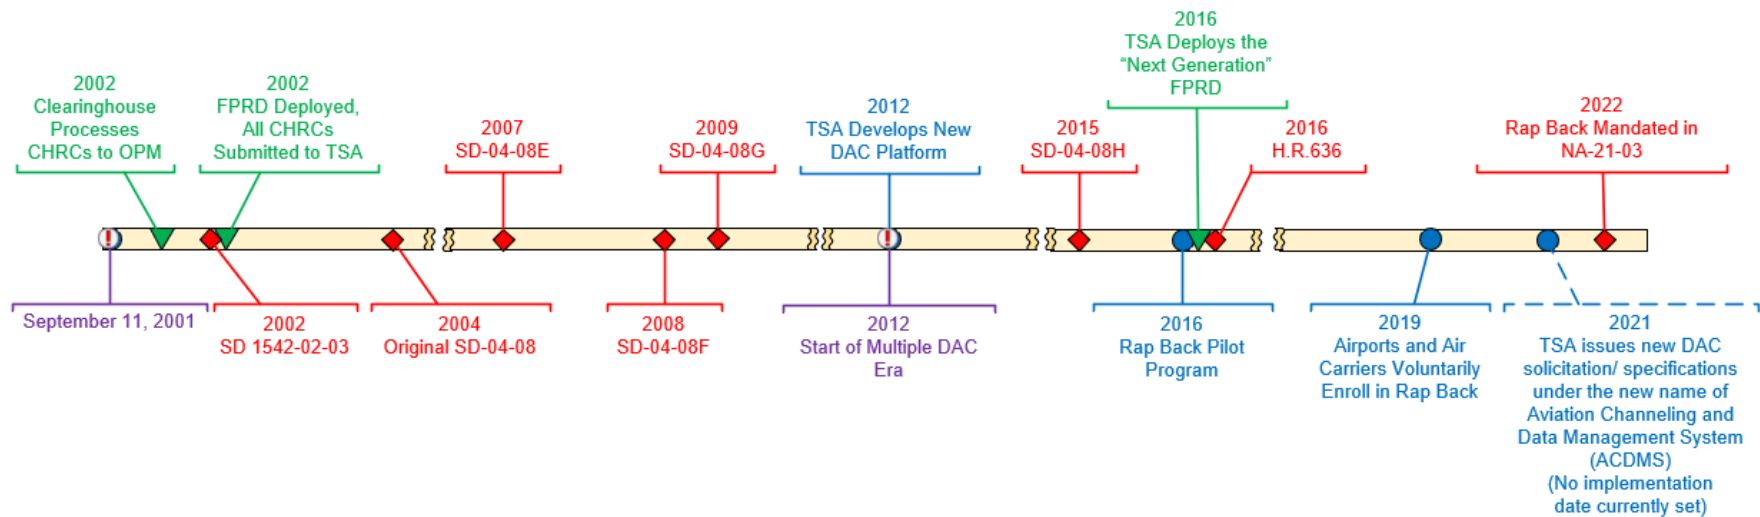 2016
TSA Deploys the
“Next Generation”
FPRD
2002
Clearinghouse
Processes
CHRCs to OPM
2002
FPRD Deployed,
All CHRCs
Submitted to TSA
2007
SD-04-08E
2009
SD-04-08G
2012
TSA Develops New
DAC Platform
2015
SD-04-08H
2016
H.R.636
2022
Rap Back Mandated in
NA-21-03
September 11, 2001
2002
SD 1542-02-03
2004
Original SD-04-08
2008
SD-04-08F
2012
Start of Multiple DAC
Era
2016
Rap Back Pilot
Program
2019
Airports and Air
Carriers Voluntarily
Enroll in Rap Back
2021
TSA issues new DAC
solicitation/ specifications
under the new name of
Aviation Channeling and
Data Management System
(ACDMS)
(No implementation
date currently set)